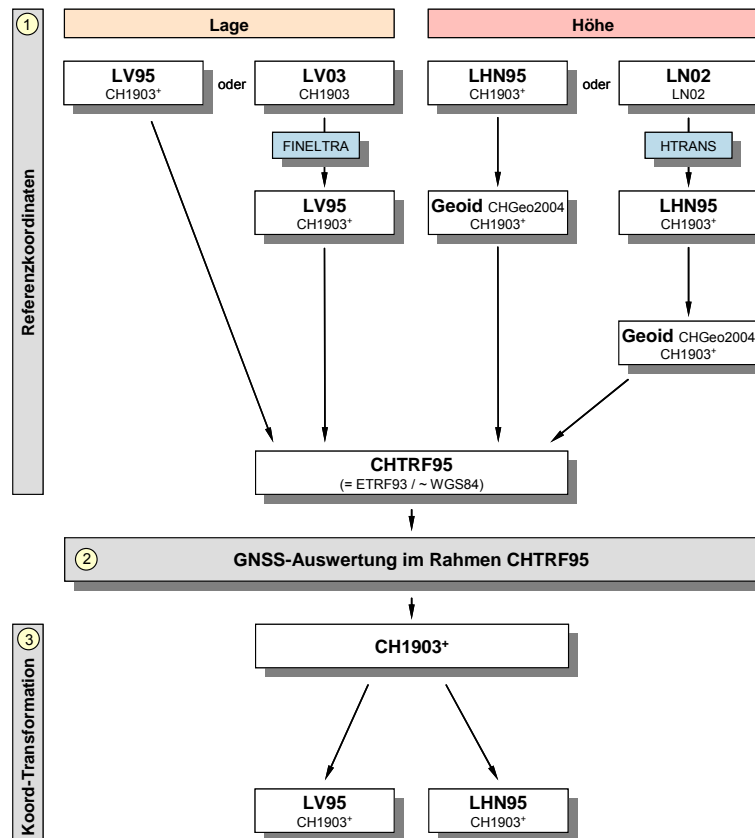 1
Lage
Höhe
Referenzkoordinaten
LV95
CH1903+
oder
LV03
CH1903
LHN95
CH1903+
oder
LN02
LN02
FINELTRA
HTRANS
LV95
CH1903+
Geoid CHGeo2004
CH1903+
LHN95
CH1903+
Geoid CHGeo2004
CH1903+
CHTRF95
(= ETRF93 / ~ WGS84)
2
GNSS-Auswertung im Rahmen CHTRF95
3
Koord-Transformation
CH1903+
LV95
CH1903+
LHN95
CH1903+